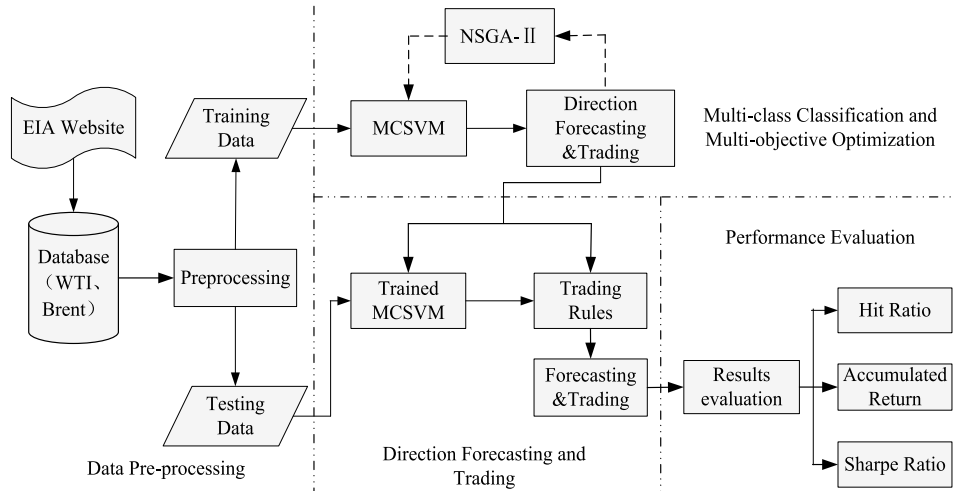 NSGA-Ⅱ
EIA Website
Training
Data
MCSVM
Direction
Forecasting
&Trading
Multi-class Classification and
Multi-objective Optimization
Database
（WTI、
Brent）
Preprocessing
Trained
MCSVM
Trading
Rules
Performance Evaluation
Hit Ratio
Forecasting
&Trading
Results
evaluation
Accumulated
Return
Testing
Data
Sharpe Ratio
Data Pre-processing
Direction Forecasting and
Trading